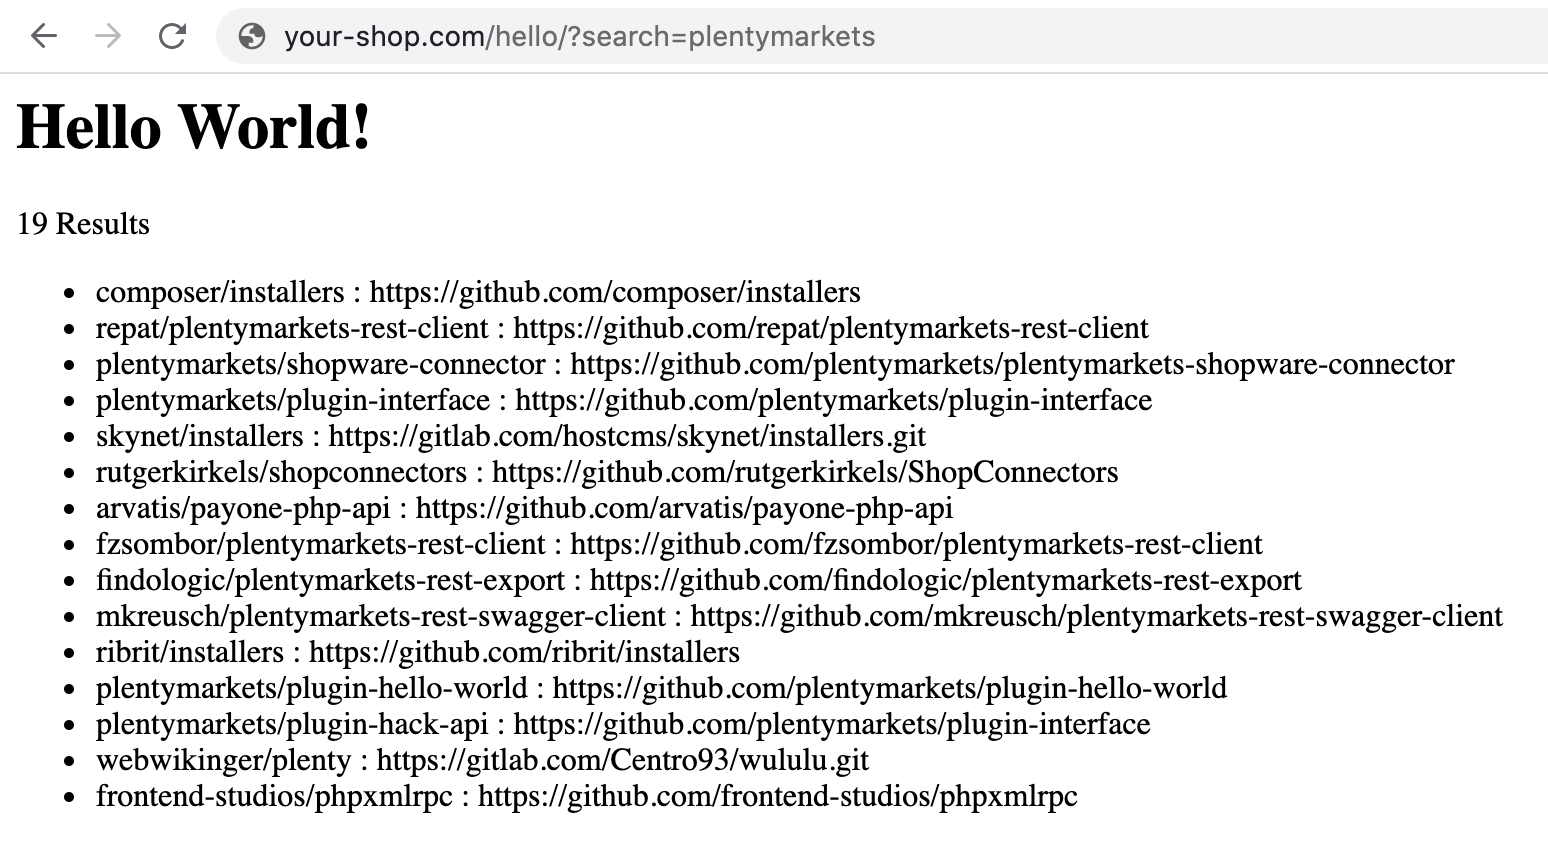 your-shop.com/hello/?search=plentymarkets
Hello World!
19 Results
• composer/installers : https://github.com/composer/installers
• repat/plentymarkets-rest-client : https://github.com/repat/plentymarkets-rest-client
• plentymarkets/shopware-connector : https://github.com/plentymarkets/plentymarkets-shopware-connector
• plentymarkets/plugin-interface : https://github.com/plentymarkets/plugin-interface
• skynet/installers : https://gitlab.com/hostcms/skynet/installers.git
• rutgerkirkels/shopconnectors : https://github.com/rutgerkirkels/ShopConnectors
• arvatis/payone-php-api : https://github.com/arvatis/payone-php-api
• fzsombor/plentymarkets-rest-client : https://github.com/fzsombor/plentymarkets-rest-client
• findologic/plentymarkets-rest-export : https://github.com/findologic/plentymarkets-rest-export
• mkreusch/plentymarkets-rest-swagger-client : https://github.com/mkreusch/plentymarkets-rest-swagger-client
• ribrit/installers : https://github.com/ribrit/installers
• plentymarkets/plugin-hello-world : https://github.com/plentymarkets/plugin-hello-world
• plentymarkets/plugin-hack-api : https://github.com/plentymarkets/plugin-interface
• webwikinger/plenty : https://gitlab.com/Centro93/wululu.git
• frontend-studios/phpxmlrpc : https://github.com/frontend-studios/phpxmlrpc